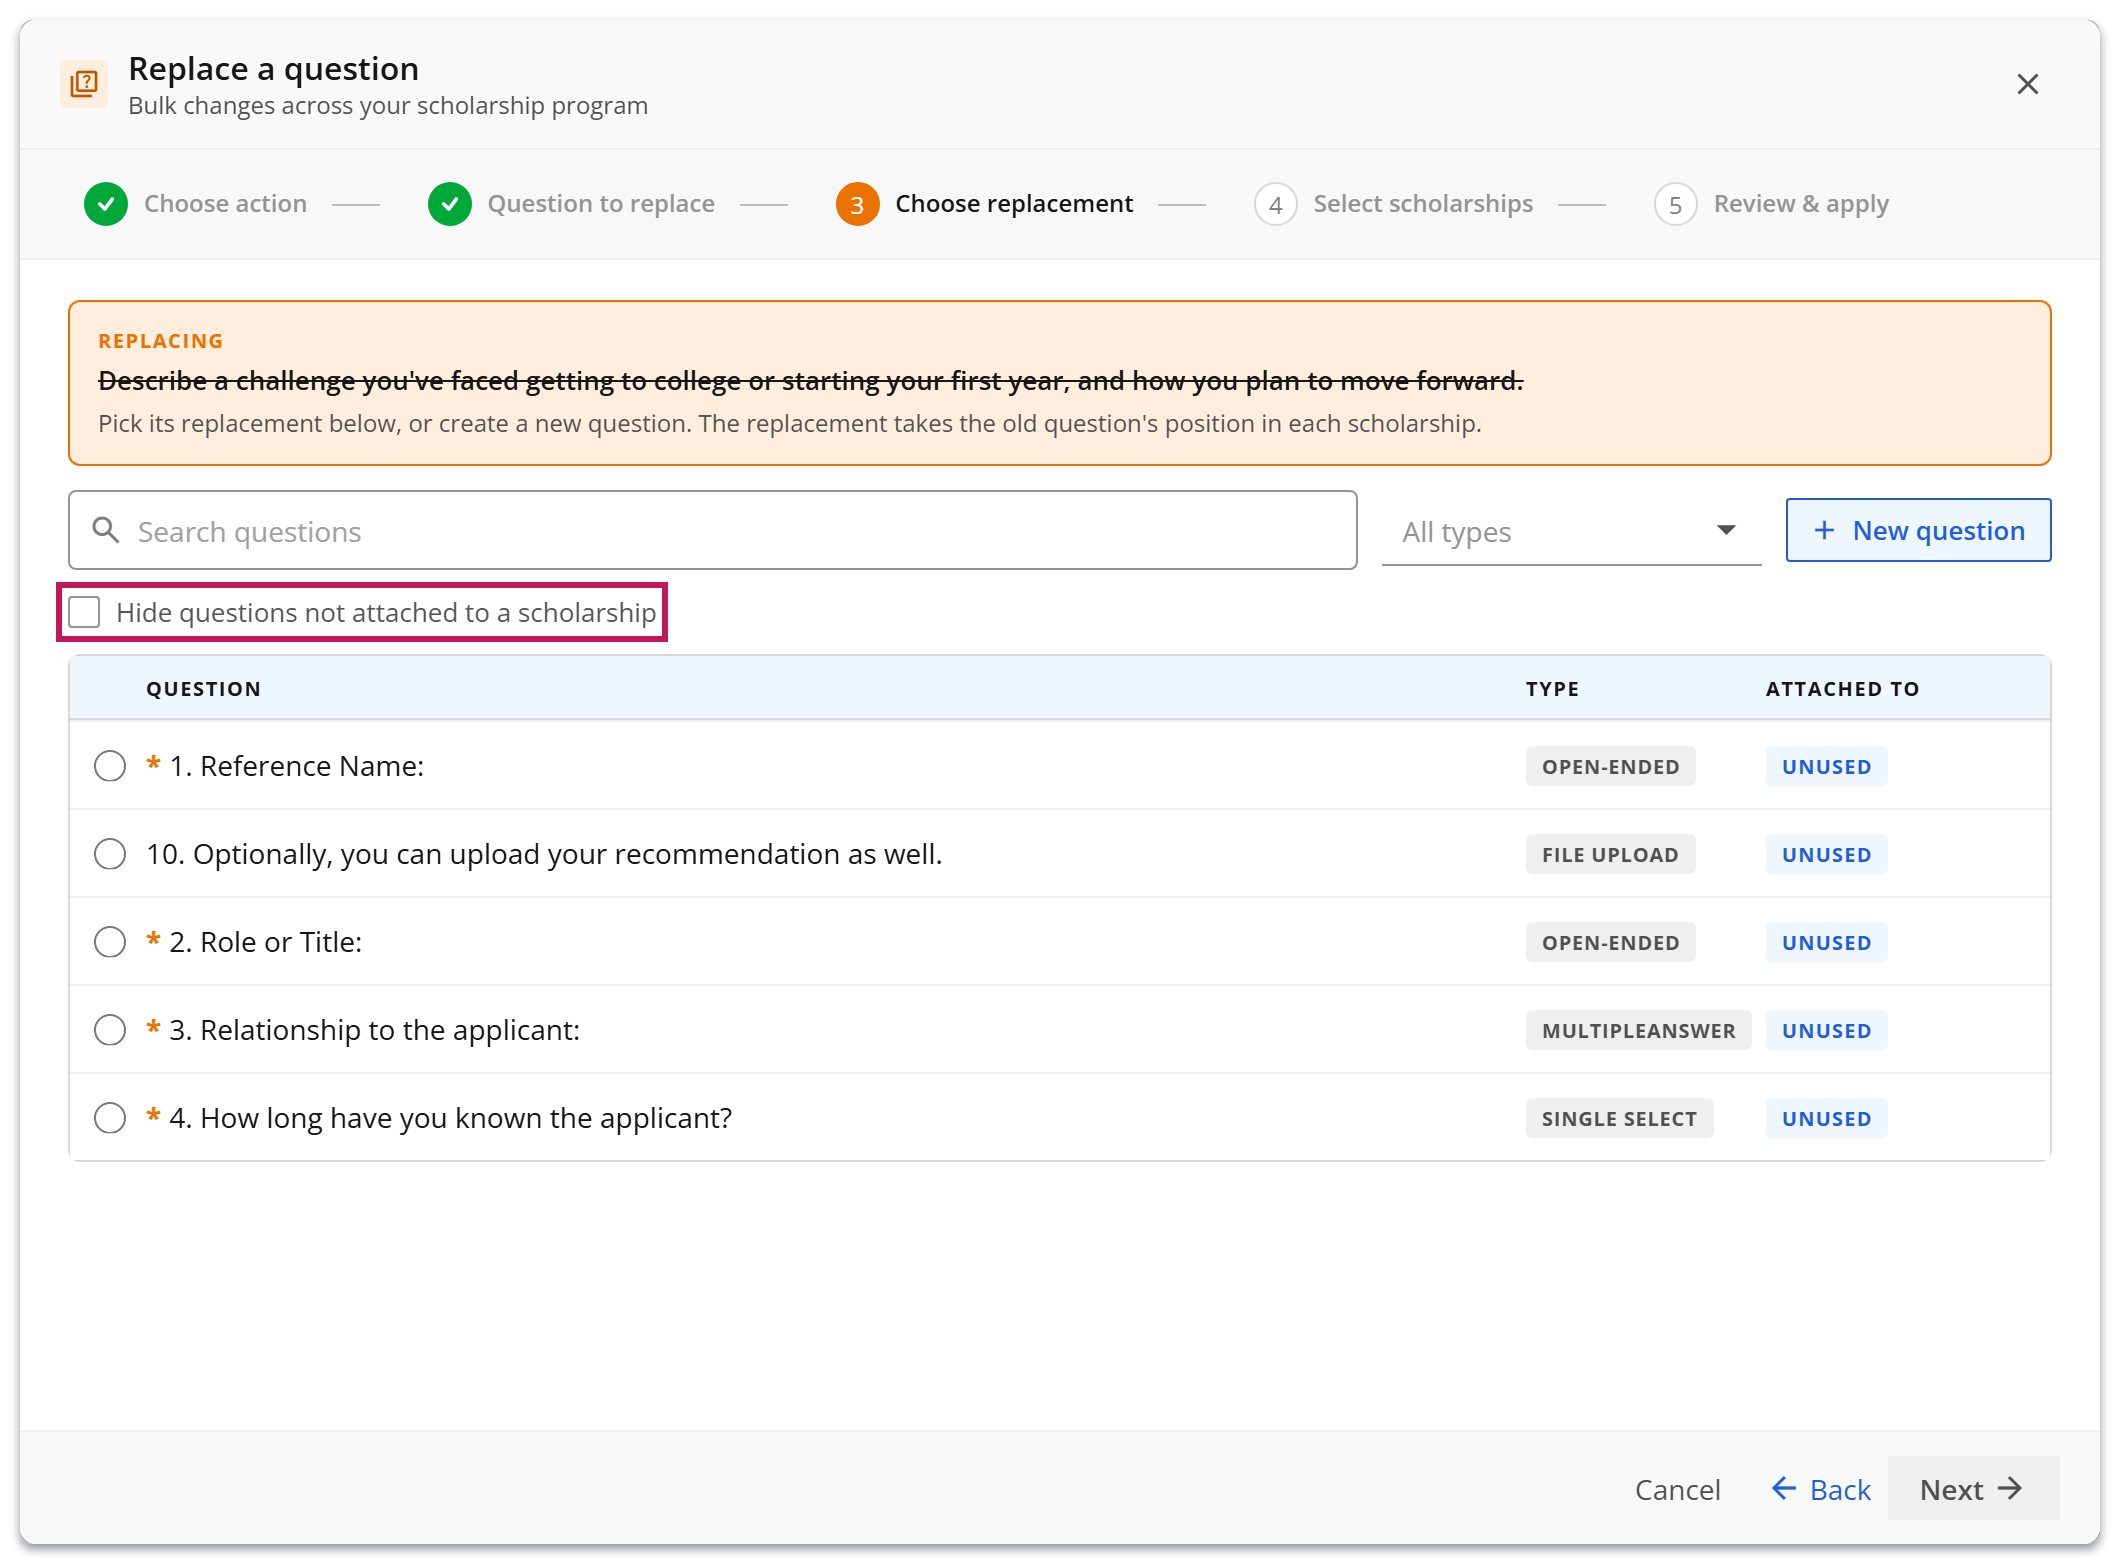 Replace a question
Bulk changes across your scholarship program
Choose action
Question to replace
3 Choose replacement
4 Select scholarships
5 Review & apply
REPLACING
Describe a challenge you've faced getting to college or starting your first year, and how you plan to move forward.
Pick its replacement below, or create a new question. The replacement takes the old question's position in each scholarship.
Search questions
All types
+ New question
Hide questions not attached to a scholarship
QUESTION TYPE ATTACHED TO
* 1. Reference Name: OPEN-ENDED UNUSED
10. Optionally, you can upload your recommendation as well. FILE UPLOAD UNUSED
* 2. Role or Title: OPEN-ENDED UNUSED
* 3. Relationship to the applicant: MULTIPLEANSWER UNUSED
* 4. How long have you known the applicant? SINGLE SELECT UNUSED
Cancel
← Back
Next →